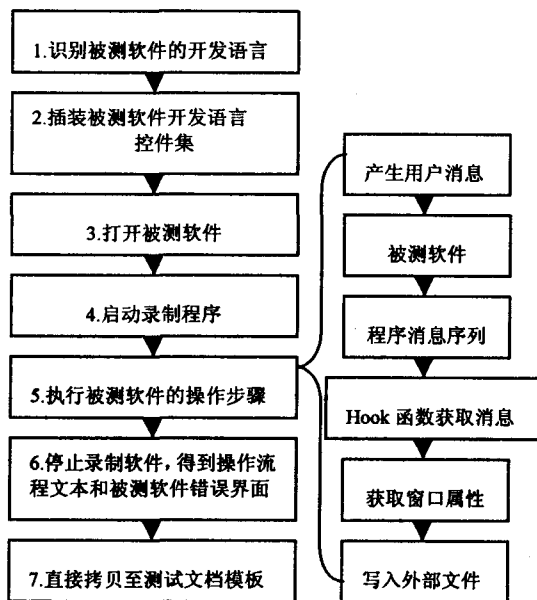 1.识别被测软件的开发语言
2.插装被测软件开发语言
控件集
3.打开被测软件
4.启动录制程序
5.执行被测软件的操作步骤
6.停止录制软件，得到操作流
程文本和被测软件错误界面
7.直接拷贝至测试文档模板
产生用户消息
被测软件
程序消息序列
Hook 函数获取消息
获取窗口属性
写入外部文件